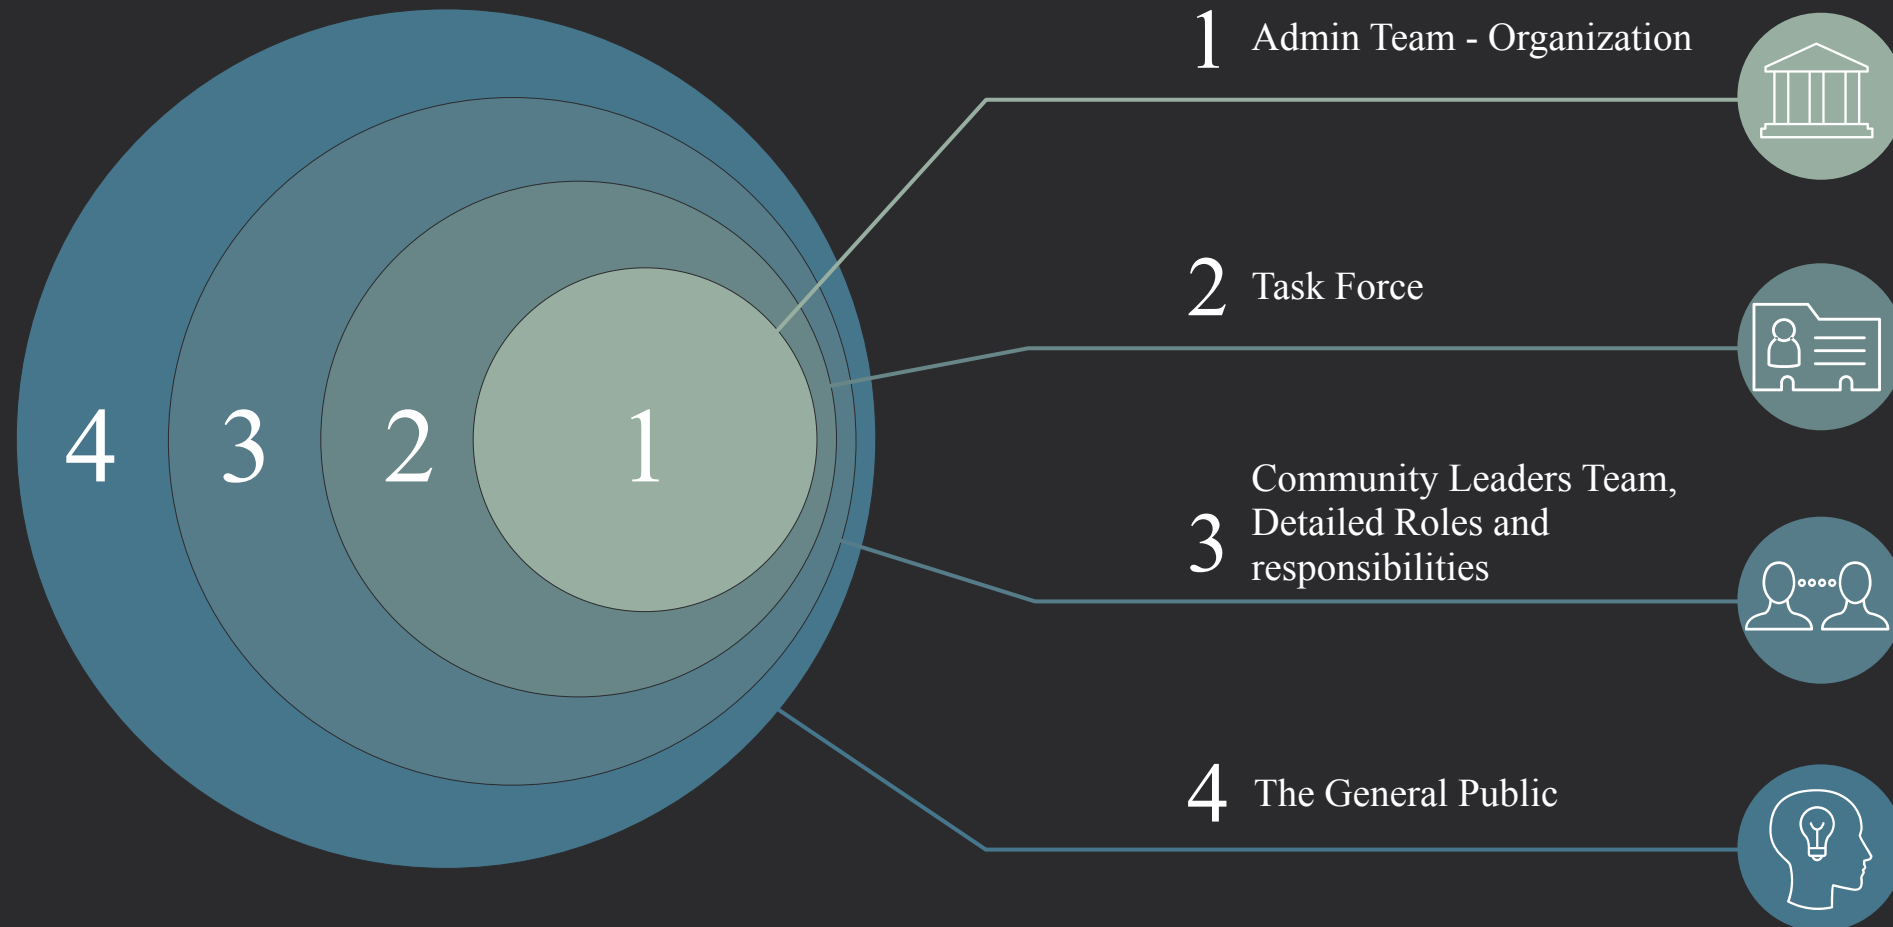 4 3 2 1
1 Admin Team - Organization
2 Task Force
3 Community Leaders Team,
Detailed Roles and
responsibilities
4 The General Public